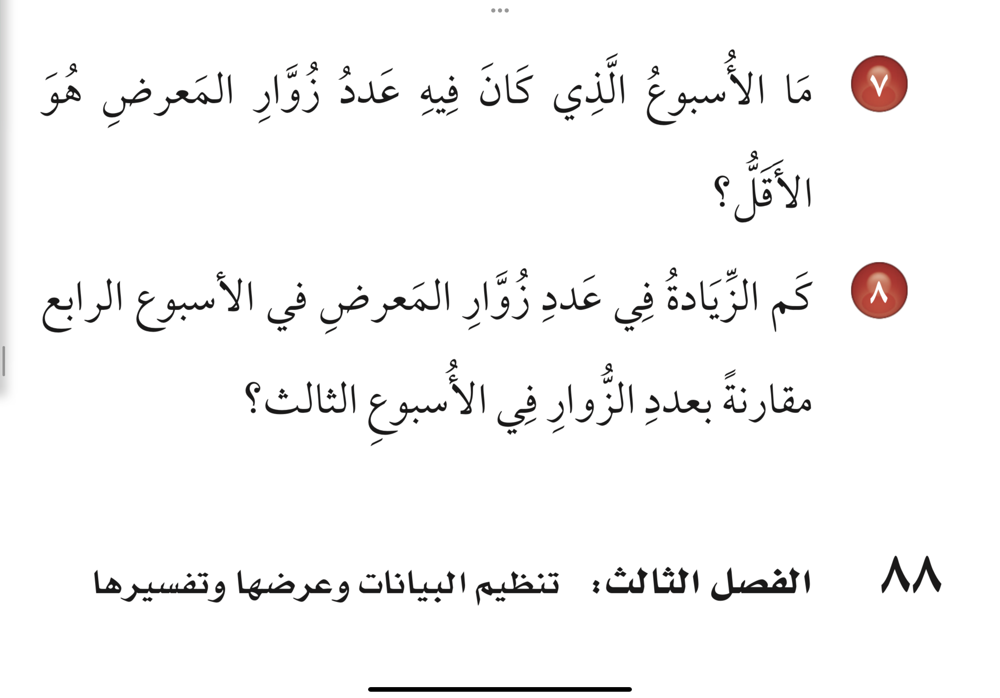 ٧ مَا الأُسبوعُ الَّذِي كَانَ فِيهِ عَددُ زُوَّارِ المَعرضِ هُوَ
الأَقَلُّ؟
٨ كَم الزِّيَادةُ فِي عَددِ زُوَّارِ المَعرضِ في الأسبوع الرابع
مقارنةً بعددِ الزُّوارِ فِي الأُسبوعِ الثالث؟
٨٨ الفصل الثالث: تنظيم البيانات وعرضها وتفسيرها